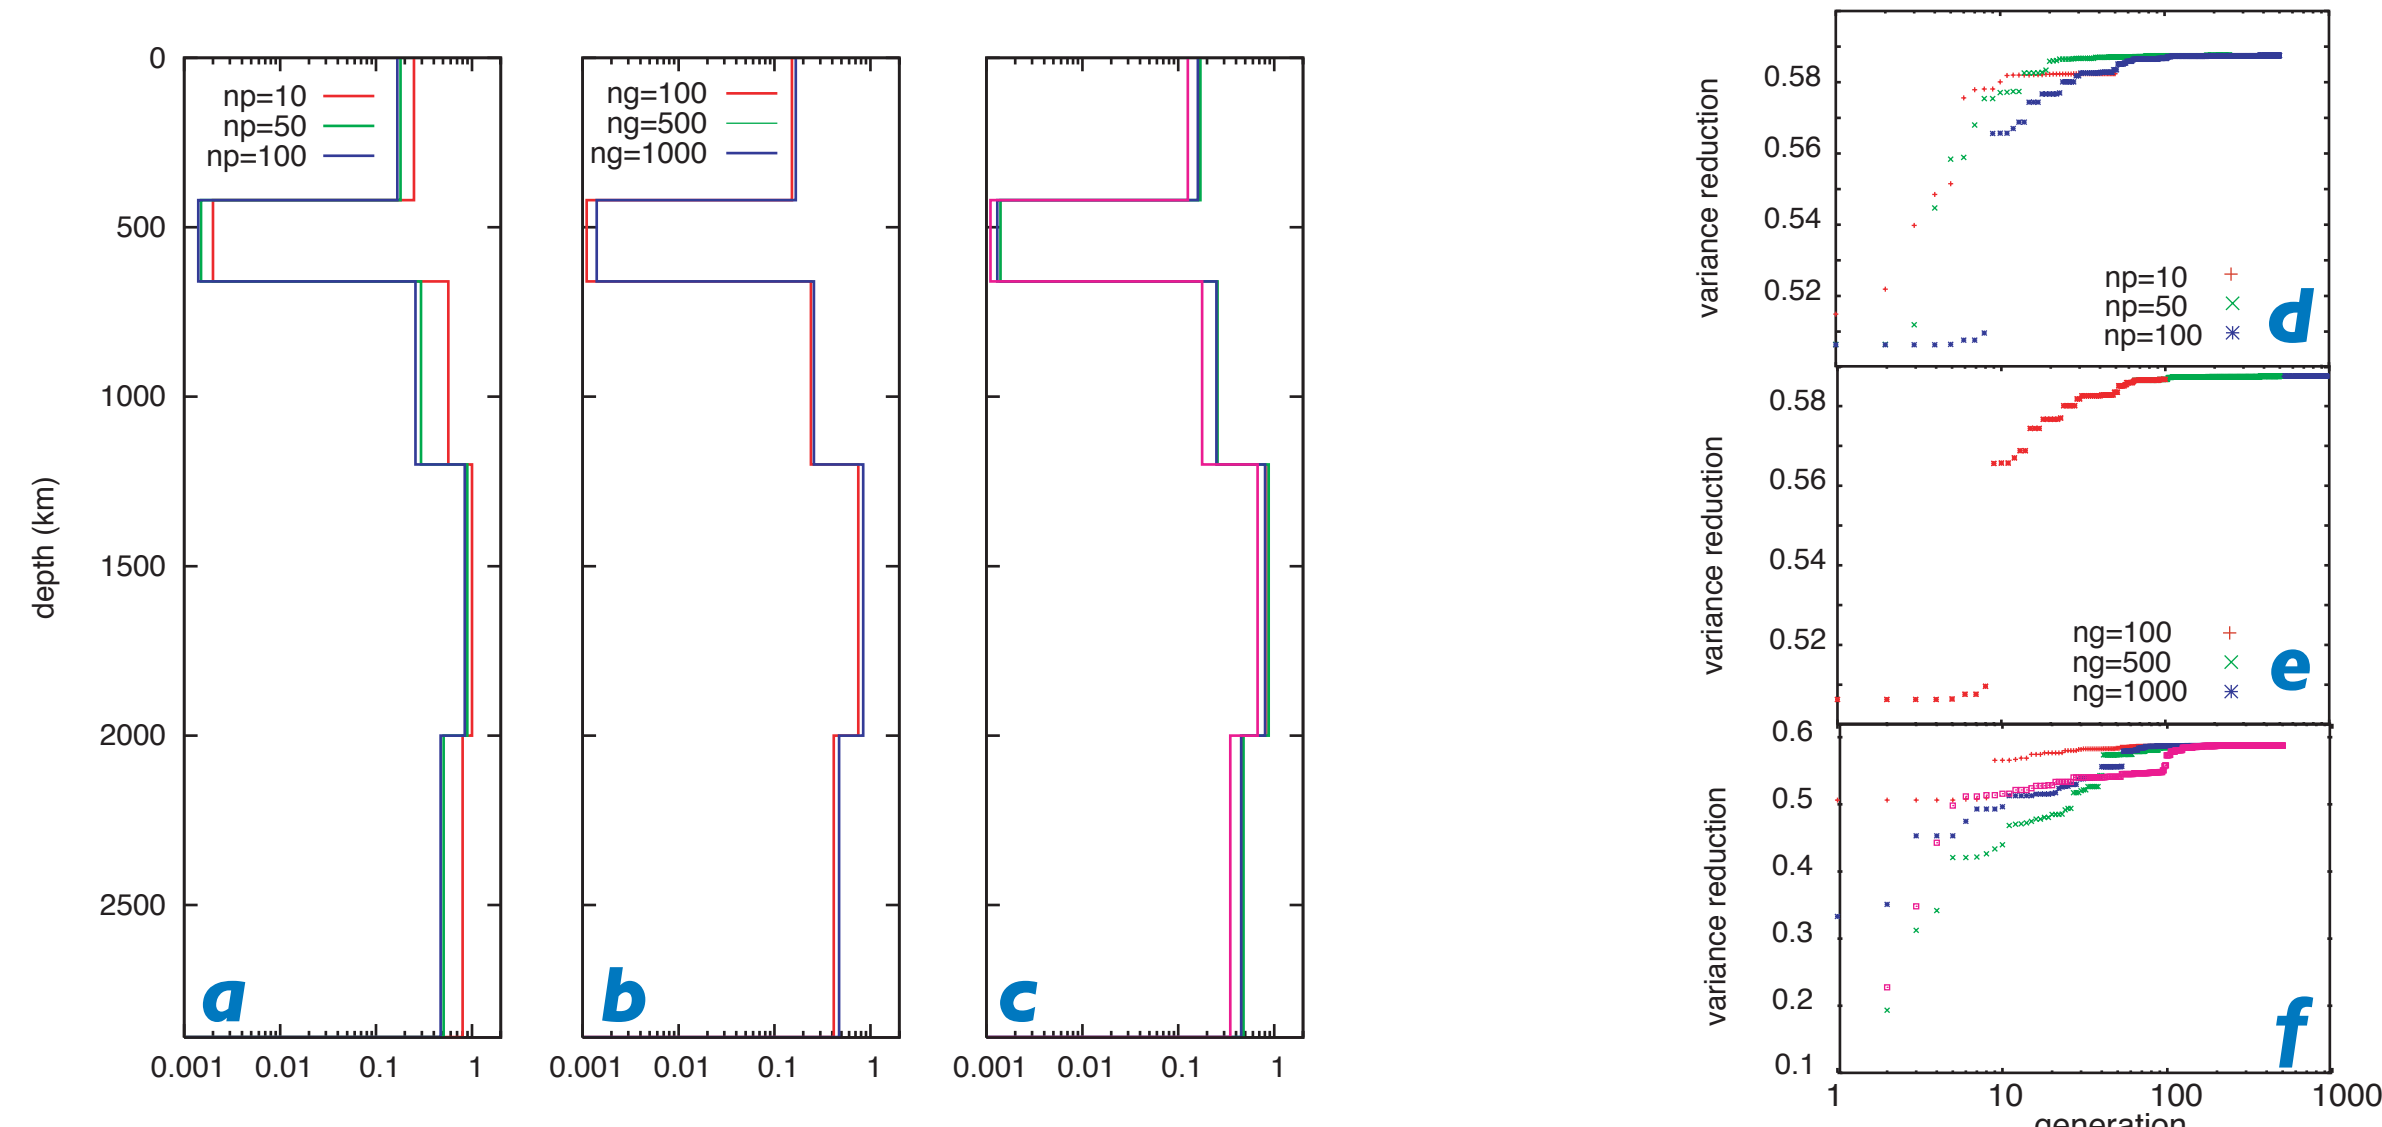 0
500
1000
1500
2000
2500
depth (km)
np=10
np=50
np=100
a
0.001 0.01 0.1 1
ng=100
ng=500
ng=1000
b
0.001 0.01 0.1 1
c
0.001 0.01 0.1 1
variance reduction
0.58
0.56
0.54
0.52
np=10
np=50
np=100
d
variance reduction
0.58
0.56
0.54
0.52
ng=100
ng=500
ng=1000
e
variance reduction
0.6
0.5
0.4
0.3
0.2
0.1
f
1 10 100 1000
generation